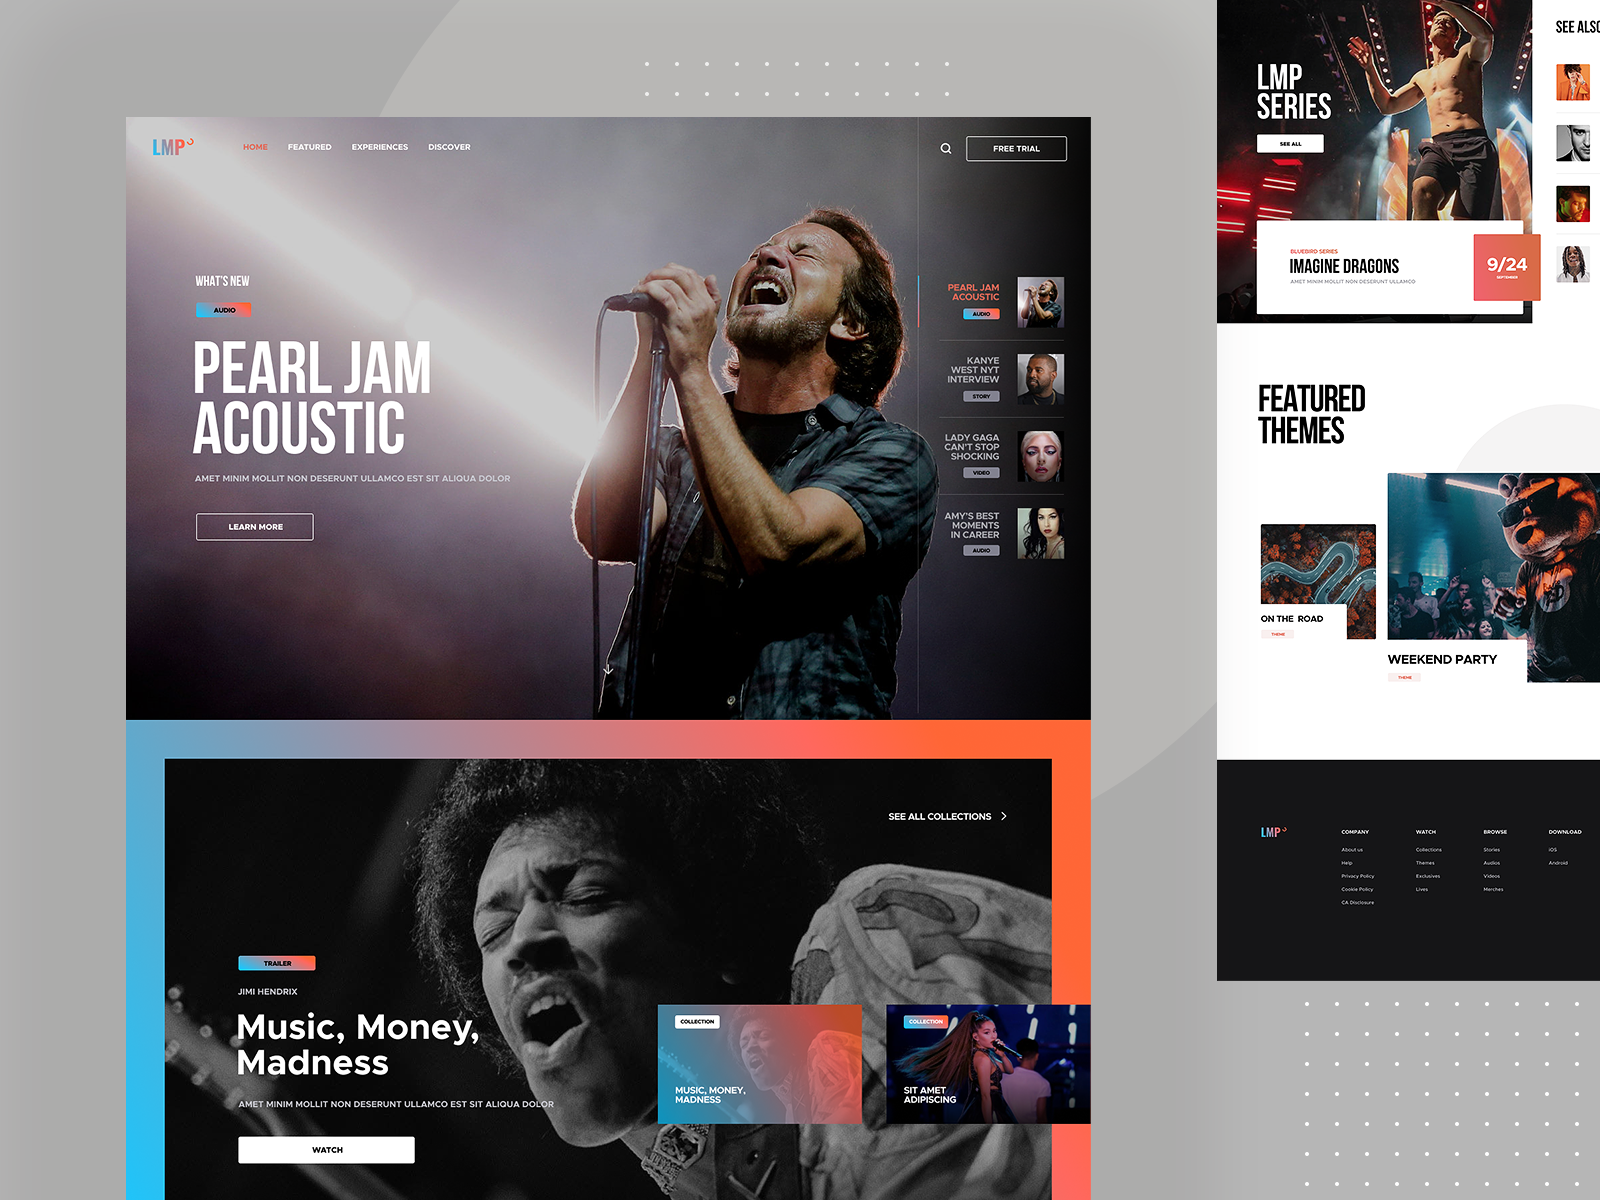 LMP
HOME
FEATURED
EXPERIENCES
DISCOVER
FREE TRIAL
WHAT'S NEW
AUDIO
PEARL JAM
ACOUSTIC
AMET MINIM MOLLIT NON DESERUNT ULLAMCO EST SIT ALIQUA DOLOR
LEARN MORE
PEARL JAM
ACOUSTIC
AUDIO
KANYE
WEST NYT
INTERVIEW
STORY
LADY GAGA
CAN'T STOP
SHOCKING
VIDEO
AMY'S BEST
MOMENTS
IN CAREER
AUDIO
SEE ALL COLLECTIONS
TRAILER
JIMI HENDRIX
Music, Money,
Madness
AMET MINIM MOLLIT NON DESERUNT ULLAMCO EST SIT ALIQUA DOLOR
WATCH
COLLECTION
MUSIC, MONEY,
MADNESS
COLLECTION
SIT AMET
ADIPISCING
LMP
SERIES
SEE ALL
BLUEBIRD SERIES
IMAGINE DRAGONS
AMET MINIM MOLLIT NON DESERUNT ULLAMCO
9/24
SEPTEMBER
SEE ALSO
FEATURED
THEMES
ON THE ROAD
THEME
WEEKEND PARTY
THEME
LMP
COMPANY
About us
Help
Privacy Policy
Cookie Policy
CA Disclosure
WATCH
Collections
Themes
Exclusives
Lives
BROWSE
Stories
Audios
Videos
Merches
DOWNLOAD
iOS
Android